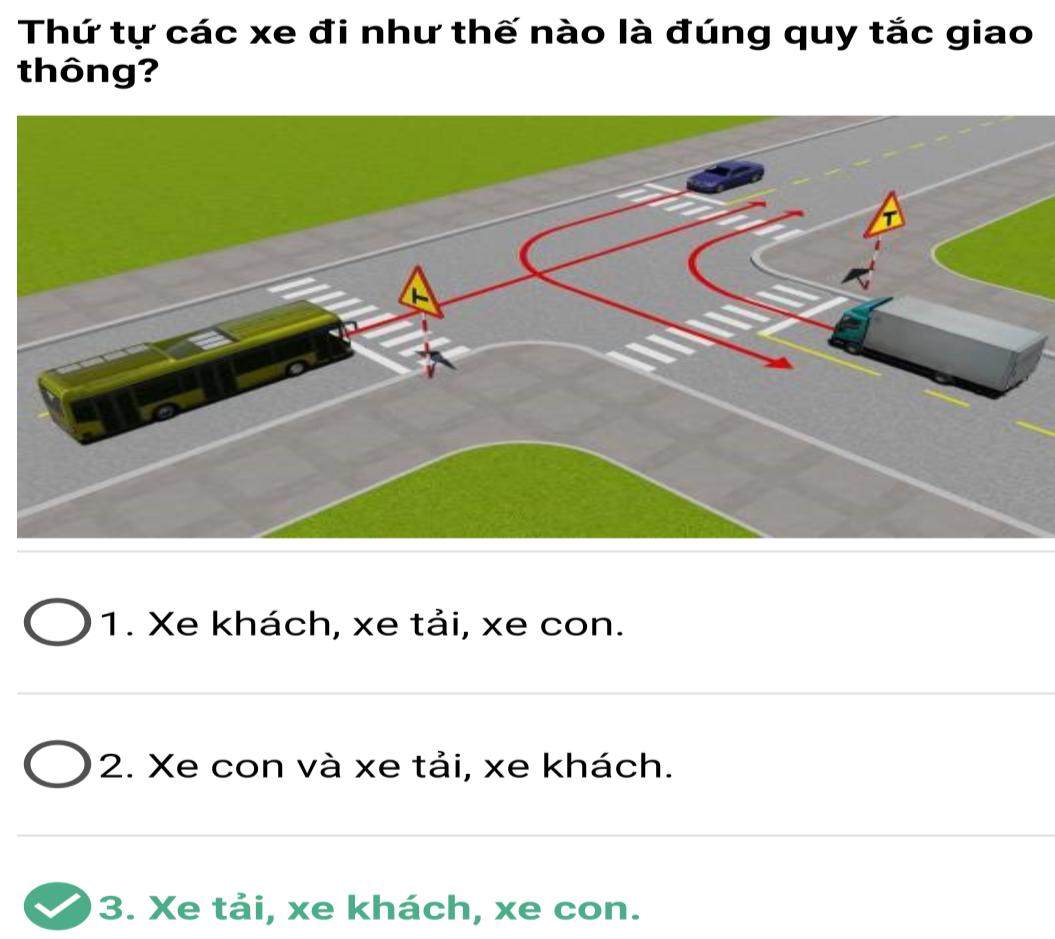 Thứ tự các xe đi như thế nào là đúng quy tắc giao
thông?
1. Xe khách, xe tải, xe con.
2. Xe con và xe tải, xe khách.
3. Xe tải, xe khách, xe con.